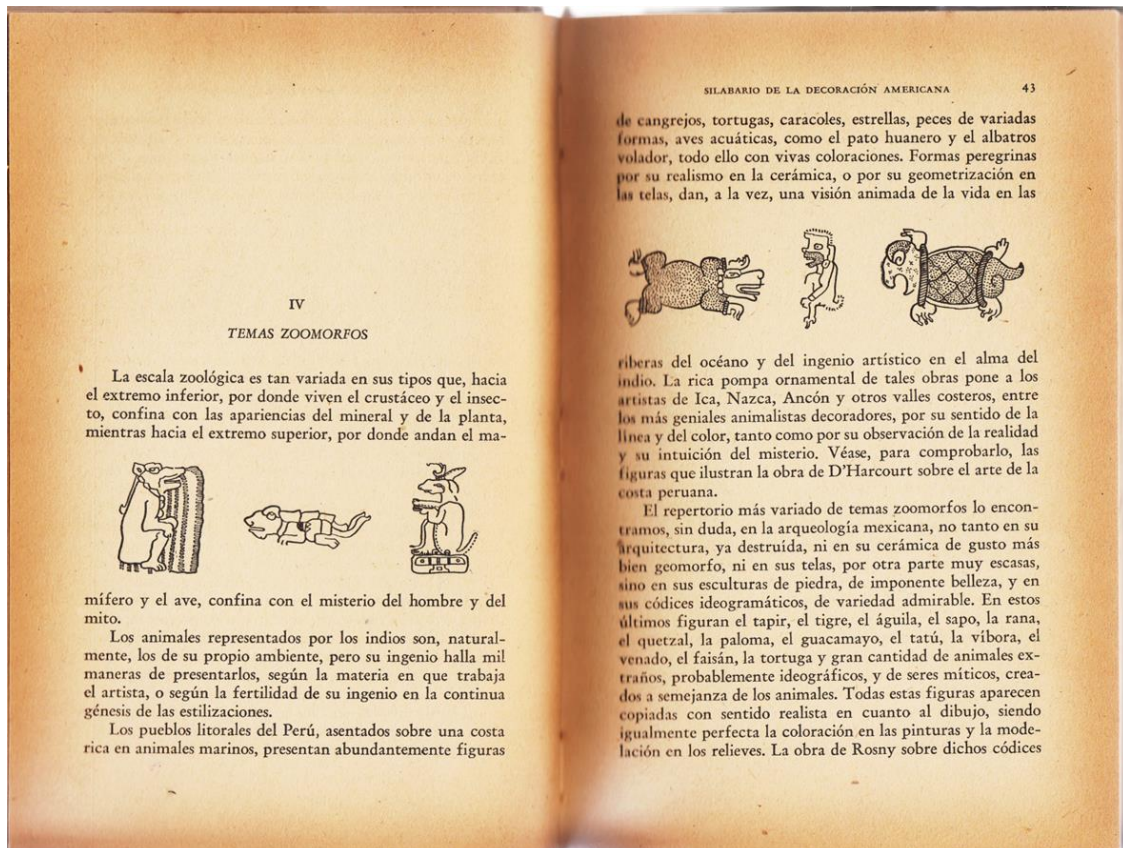 IV
TEMAS ZOOMORFOS
La escala zoológica es tan variada en sus tipos que, hacia
el extremo inferior, por donde viven el crustáceo y el insec-
to, confina con las apariencias del mineral y de la planta,
mientras hacia el extremo superior, por donde andan el ma-
mífero y el ave, confina con el misterio del hombre y del
mito.
Los animales representados por los indios son, natural-
mente, los de su propio ambiente, pero su ingenio halla mil
maneras de presentarlos, según la materia en que trabaja
el artista, o según la fertilidad de su ingenio en la continua
génesis de las estilizaciones.
Los pueblos litorales del Perú, asentados sobre una costa
rica en animales marinos, presentan abundantemente figuras
SILABARIO DE LA DECORACIÓN AMERICANA 43
de cangrejos, tortugas, caracoles, estrellas, peces de variadas
formas, aves acuáticas, como el pato huanero y el albatros
volador, todo ello con vivas coloraciones. Formas peregrinas
por su realismo en la cerámica, o por su geometrización en
las telas, dan, a la vez, una visión animada de la vida en las
riberas del océano y del ingenio artístico en el alma del
indio. La rica pompa ornamental de tales obras pone a los
artistas de Ica, Nazca, Ancón y otros valles costeros, entre
los más geniales animalistas decoradores, por su sentido de la
línea y del color, tanto como por su observación de la realidad
y su intuición del misterio. Véase, para comprobarlo, las
figuras que ilustran la obra de D'Harcourt sobre el arte de la
costa peruana.
El repertorio más variado de temas zoomorfos lo encon-
tramos, sin duda, en la arqueología mexicana, no tanto en su
arquitectura, ya destruída, ni en su cerámica de gusto más
bien geomorfo, ni en sus telas, por otra parte muy escasas,
sino en sus esculturas de piedra, de imponente belleza, y en
sus códices ideogramáticos, de variedad admirable. En estos
últimos figuran el tapir, el tigre, el águila, el sapo, la rana,
el quetzal, la paloma, el guacamayo, el tatú, la víbora, el
venado, el faisán, la tortuga y gran cantidad de animales ex-
traños, probablemente ideográficos, y de seres míticos, crea-
dos a semejanza de los animales. Todas estas figuras aparecen
copiadas con sentido realista en cuanto al dibujo, siendo
igualmente perfecta la coloración en las pinturas y la mode-
lación en los relieves. La obra de Rosny sobre dichos códices